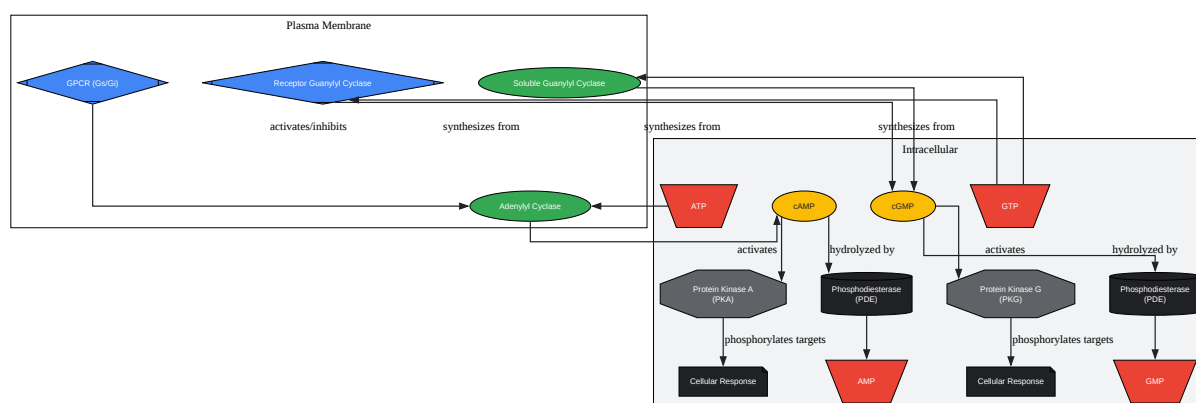 Plasma Membrane
GPCR (Gs/Gi)
Receptor Guanylyl Cyclase
Soluble Guanylyl Cyclase
activates/inhibits
synthesizes from
synthesizes from
synthesizes from
Intracellular
Adenylyl Cyclase
ATP
cAMP
cGMP
GTP
activates
hydrolyzed by
activates
hydrolyzed by
Protein Kinase A
(PKA)
Phosphodiesterase
(PDE)
Protein Kinase G
(PKG)
Phosphodiesterase
(PDE)
phosphorylates targets
phosphorylates targets
Cellular Response
AMP
Cellular Response
GMP